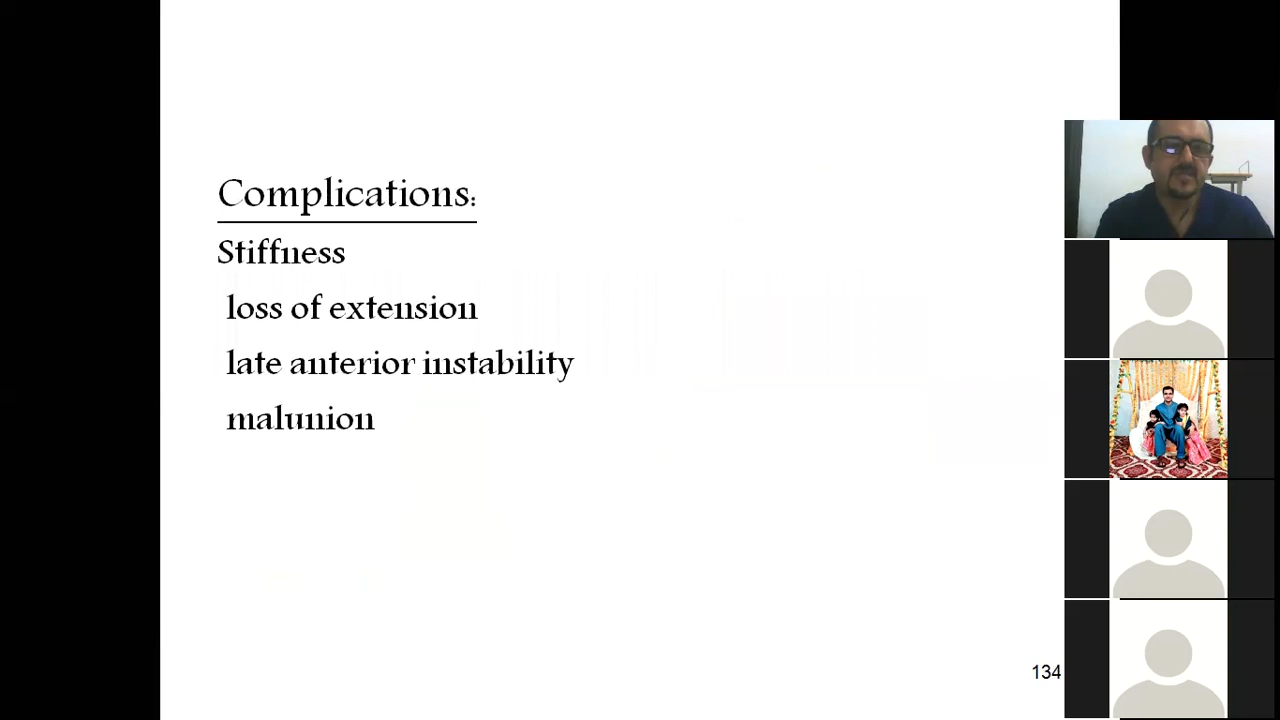 Complications:
Stiffness
loss of extension
late anterior instability
malunion
134